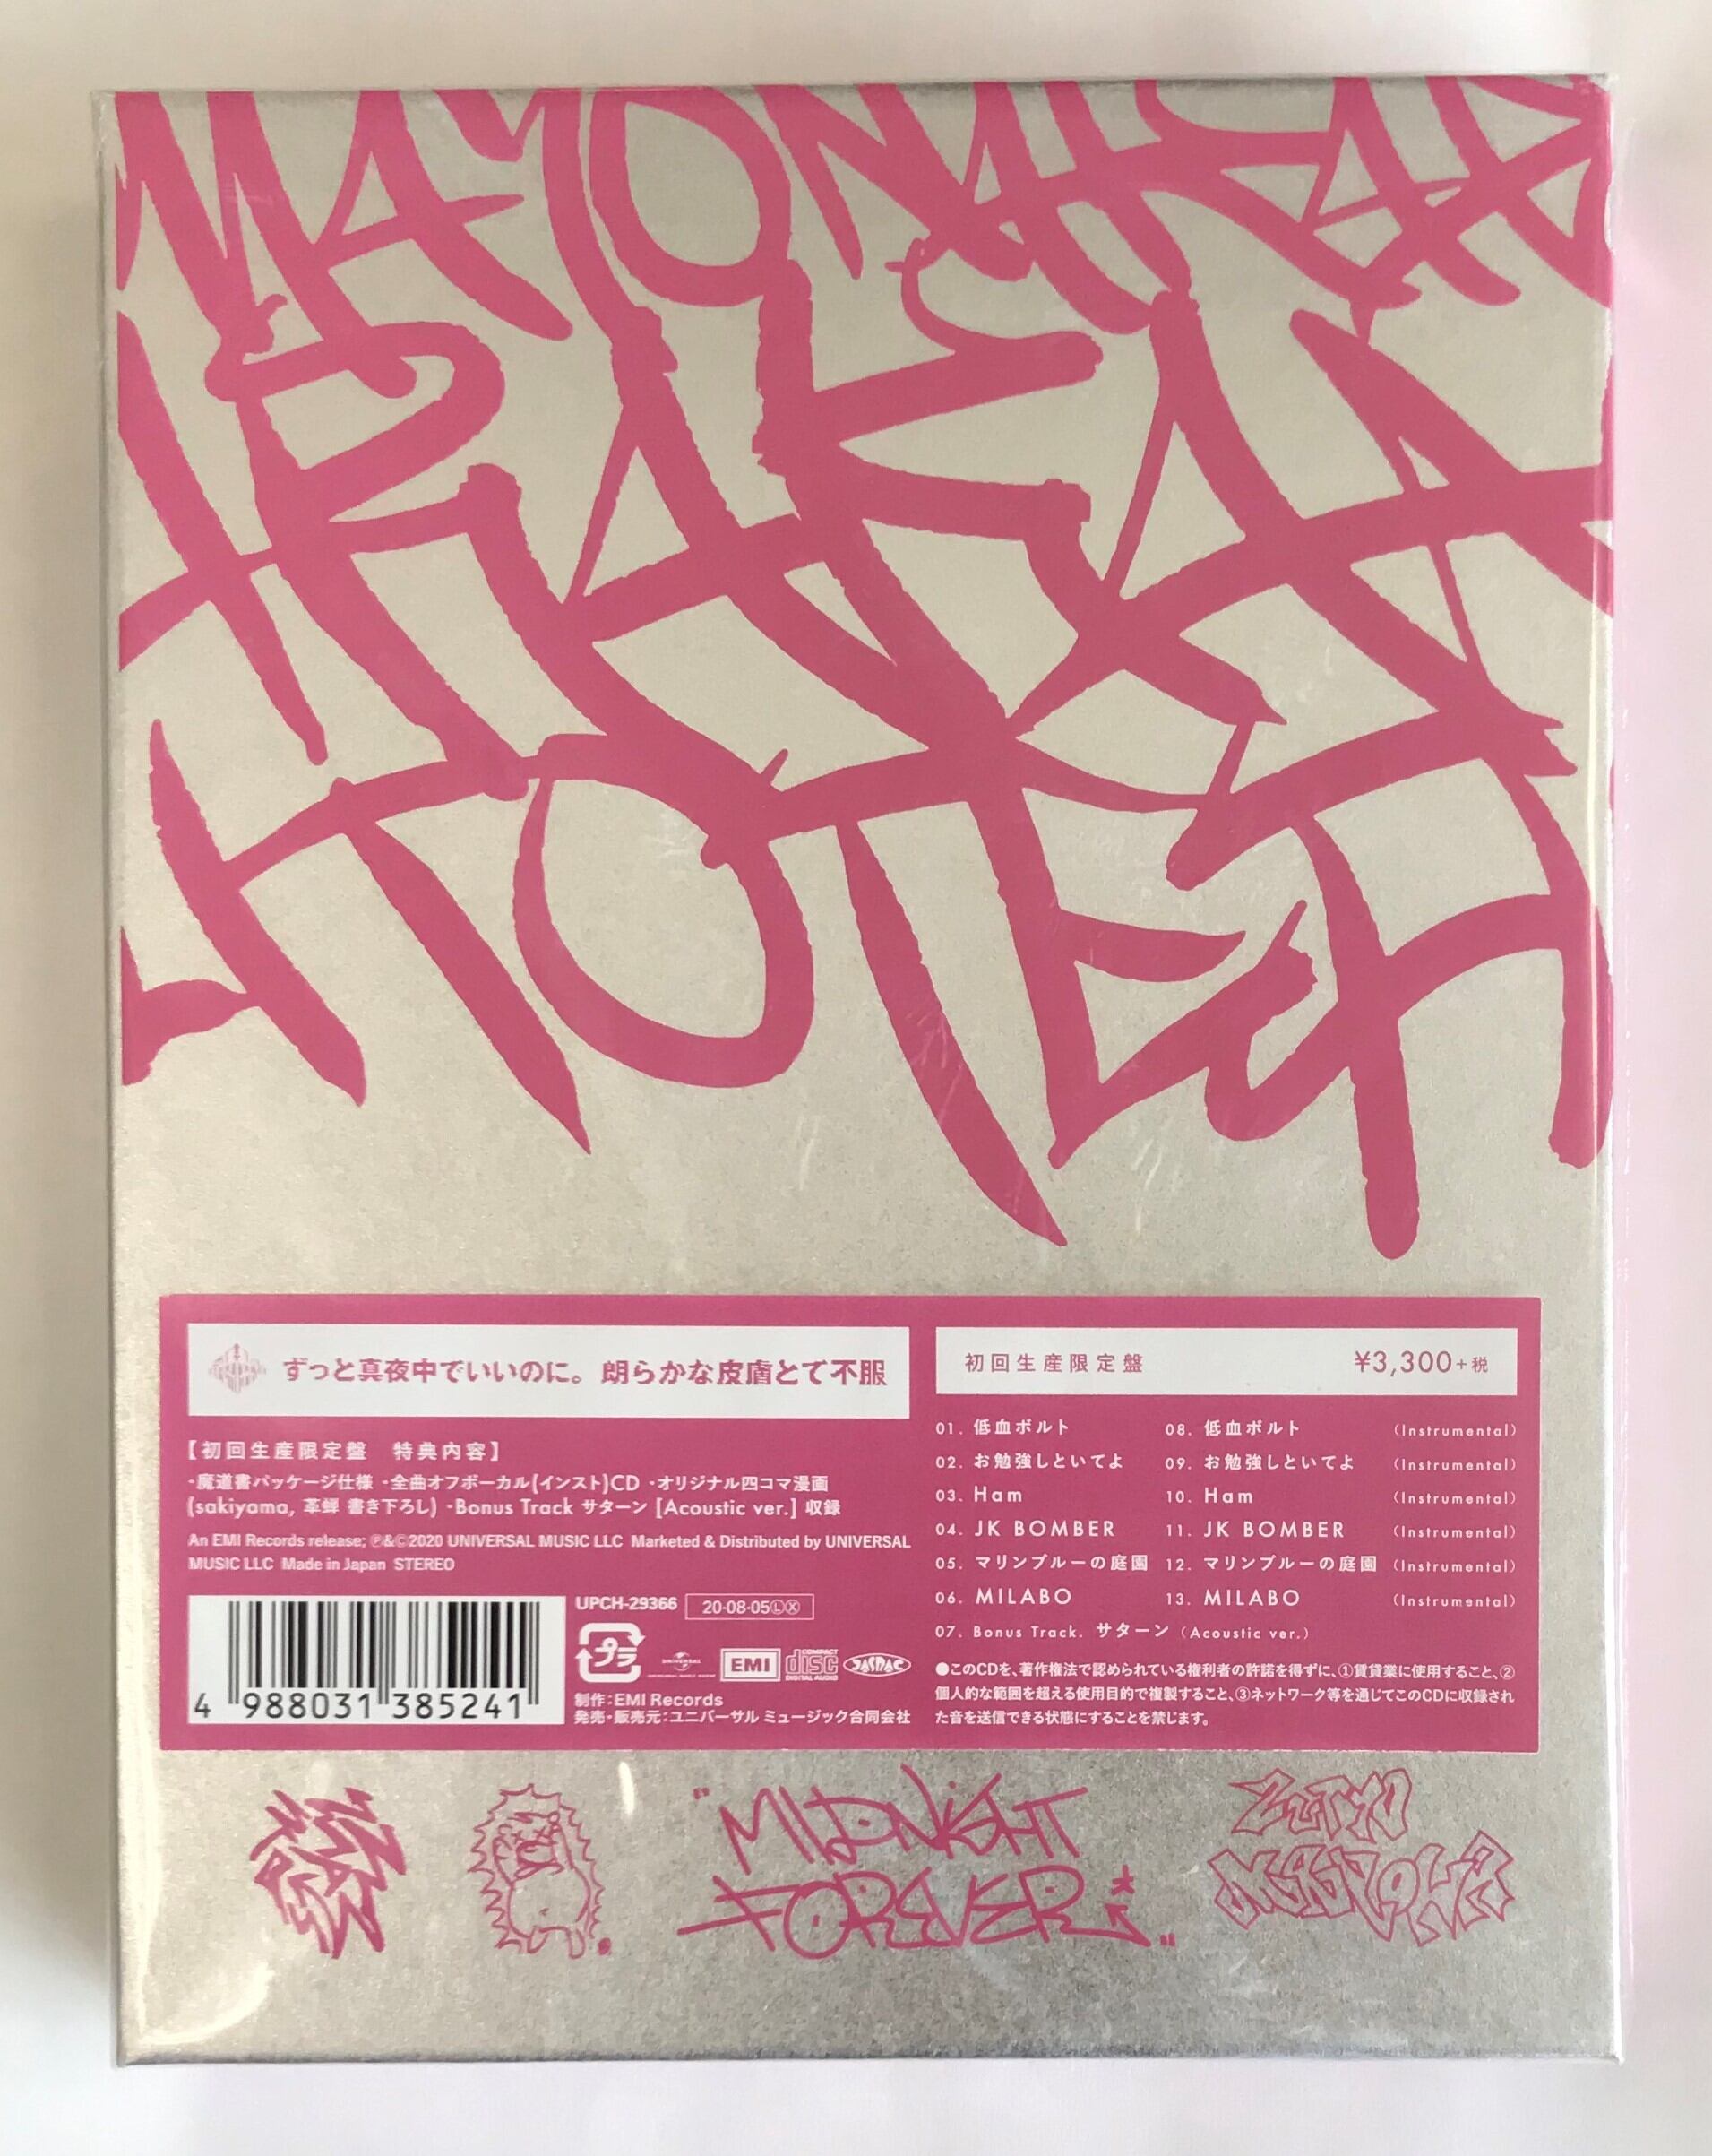 MAYONAKA
HOTEL
ずっと真夜中でいいのに。 朗らかな皮膚とて不服
【初回生産限定盤　特典内容】
・魔道書パッケージ仕様 ・全曲オフボーカル(インスト)CD ・オリジナル四コマ漫画
(sakiyama, 革蝉 書き下ろし) ・Bonus Track サターン [Acoustic ver.] 収録
An EMI Records release; Ⓟ&©2020 UNIVERSAL MUSIC LLC Marketed & Distributed by UNIVERSAL
MUSIC LLC Made in Japan STEREO
4 988031 385241
UPCH-29366 20·08·05ⓁⓍ
プラ
UNIVERSAL
EMI
COMPACT
disc
DIGITAL AUDIO
JASRAC
制作：EMI Records
発売・販売元：ユニバーサル ミュージック合同会社
初回生産限定盤 ¥3,300+税
01. 低血ボルト 08. 低血ボルト (Instrumental)
02. お勉強しといてよ 09. お勉強しといてよ (Instrumental)
03. Ham 10. Ham (Instrumental)
04. JK BOMBER 11. JK BOMBER (Instrumental)
05. マリンブルーの庭園 12. マリンブルーの庭園 (Instrumental)
06. MILABO 13. MILABO (Instrumental)
07. Bonus Track. サターン (Acoustic ver.)
●このCDを、著作権法で認められている権利者の許諾を得ずに、①賃貸業に使用すること、②
個人的な範囲を超える使用目的で複製すること、③ネットワーク等を通じてこのCDに収録され
た音を送信できる状態にすることを禁じます。
"MIDNIGHT
FOREVER"
ZUTTO
MAYONAKA